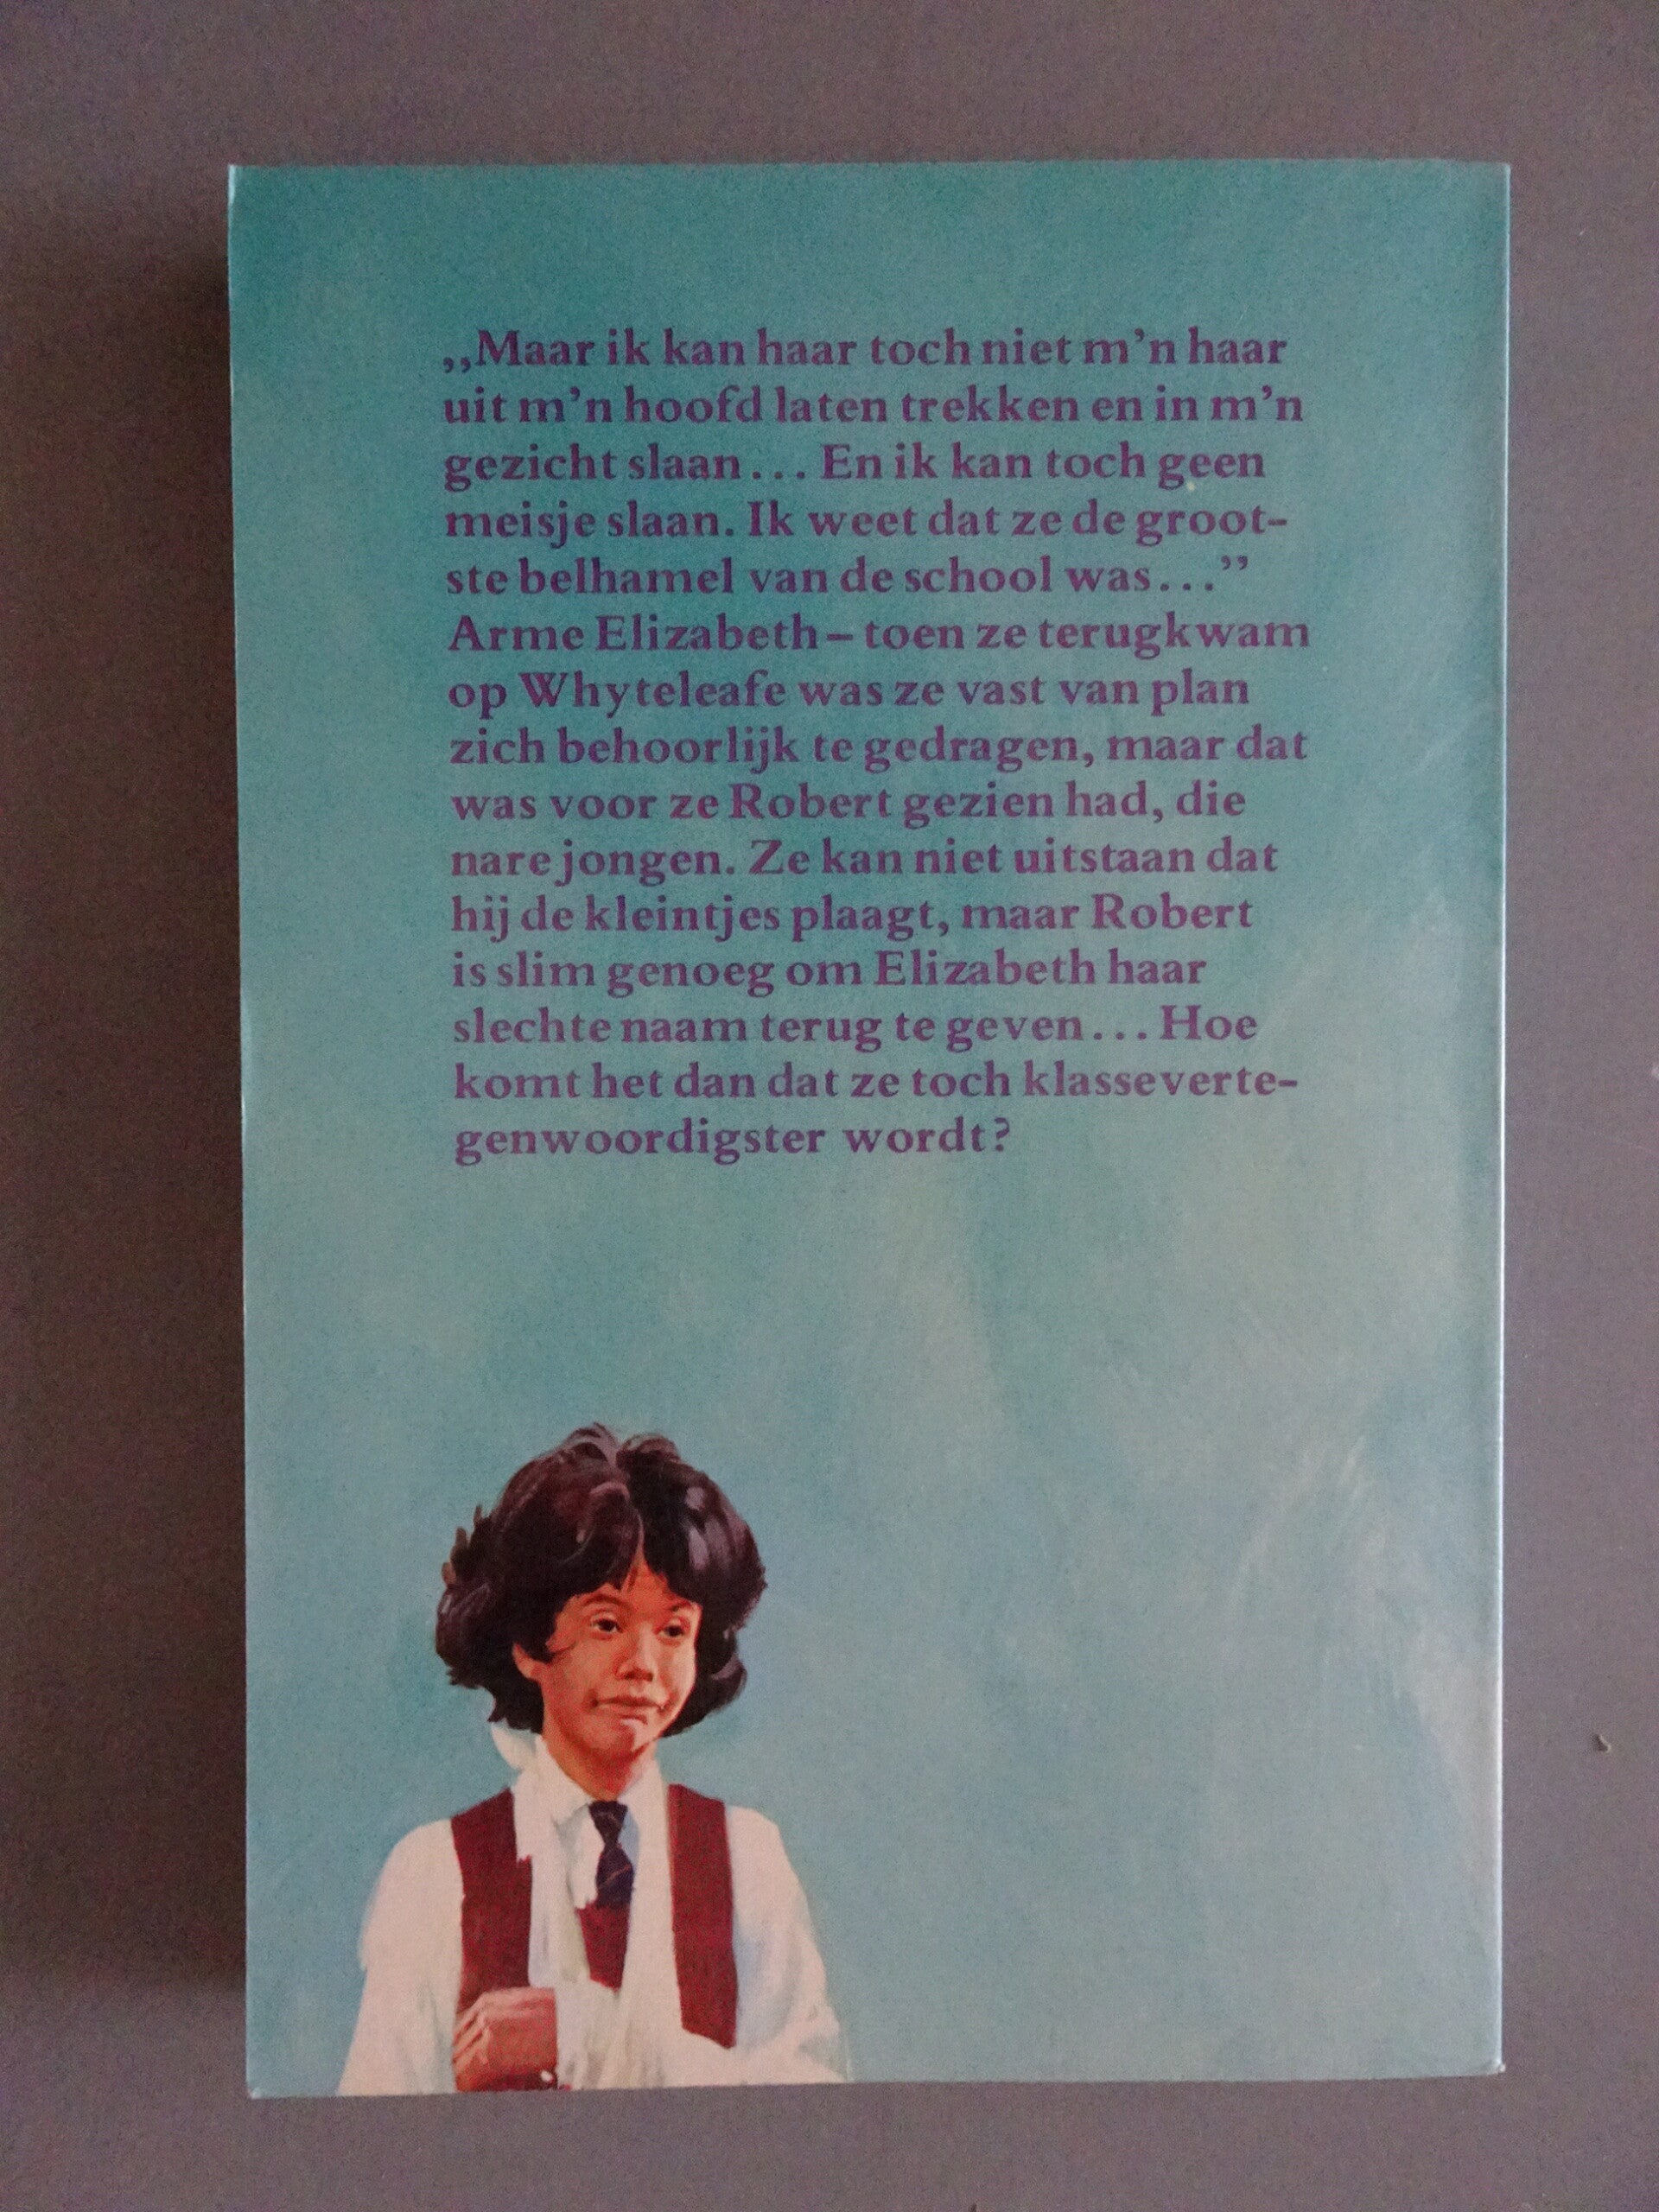 „Maar ik kan haar toch niet m’n haar
uit m’n hoofd laten trekken en in m’n
gezicht slaan... En ik kan toch geen
meisje slaan. Ik weet dat ze de groot-
ste belhamel van de school was...”
Arme Elizabeth – toen ze terugkwam
op Whyteleafe was ze vast van plan
zich behoorlijk te gedragen, maar dat
was voor ze Robert gezien had, die
nare jongen. Ze kan niet uitstaan dat
hij de kleintjes plaagt, maar Robert
is slim genoeg om Elizabeth haar
slechte naam terug te geven... Hoe
komt het dan dat ze toch klasseverte-
genwoordigster wordt?